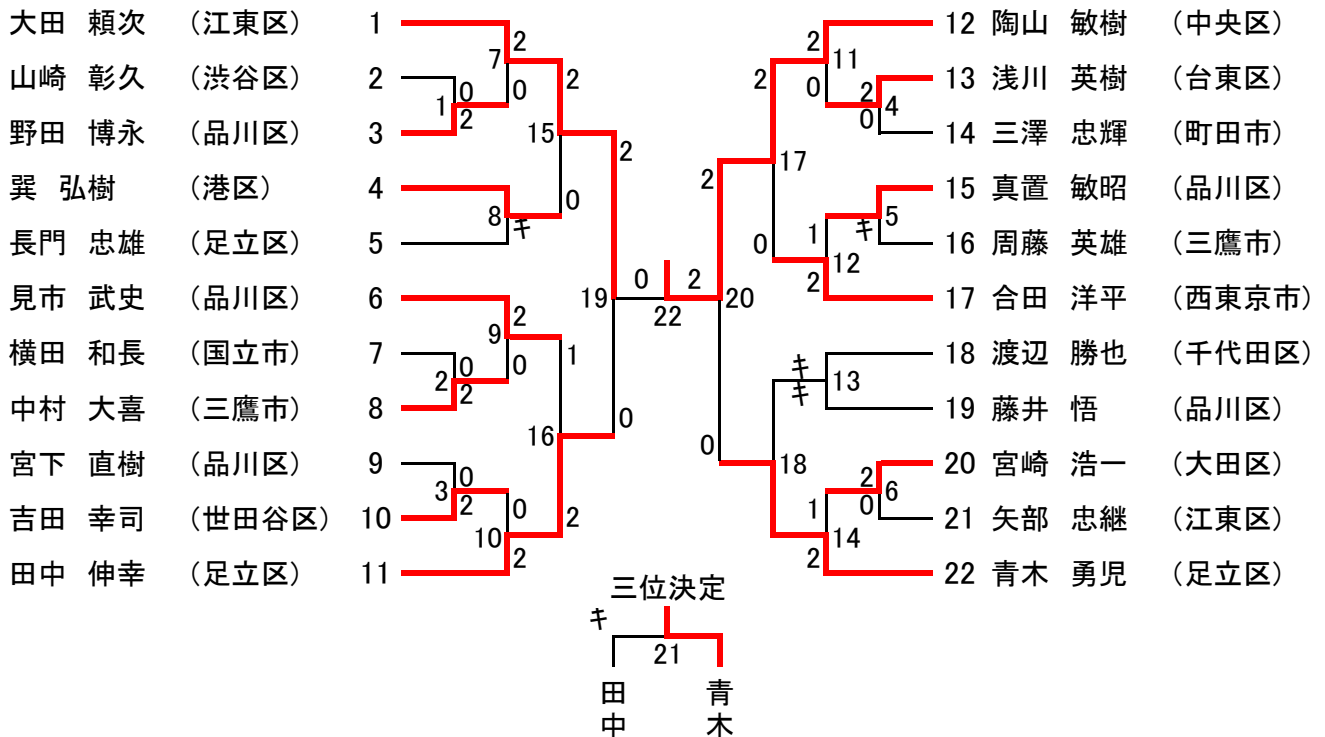 大田 頼次 （江東区） 1
山崎 彰久 （渋谷区） 2
野田 博永 （品川区） 3
巽 弘樹 （港区） 4
長門 忠雄 （足立区） 5
見市 武史 （品川区） 6
横田 和長 （国立市） 7
中村 大喜 （三鷹市） 8
宮下 直樹 （品川区） 9
吉田 幸司 （世田谷区） 10
田中 伸幸 （足立区） 11
1 0 2
2 0 2
3 0 2
7 2 0
8 キ
9 2 0
10 0 2
15 2 0
16 1 2
19 2 0
0 2
22
20 2 0
17 2 0
18 キ キ
11 2 0
12 1 2
13
14 1 2
4 2 0
5 キ
6 2 0
12 陶山 敏樹 （中央区）
13 浅川 英樹 （台東区）
14 三澤 忠輝 （町田市）
15 真置 敏昭 （品川区）
16 周藤 英雄 （三鷹市）
17 合田 洋平 （西東京市）
18 渡辺 勝也 （千代田区）
19 藤井 悟 （品川区）
20 宮崎 浩一 （大田区）
21 矢部 忠継 （江東区）
22 青木 勇児 （足立区）
三位決定
キ
21
田中
青木